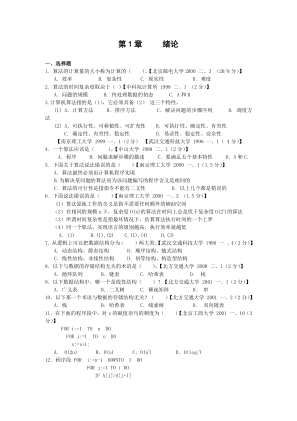 第1章 绪论
一、选择题
1. 算法的计算量的大小称为计算的（ ）。【北京邮电大学2000 二、3 （20/8分）】
A．效率 B. 复杂性 C. 现实性 D. 难度
2. 算法的时间复杂度取决于（ ）【中科院计算所 1998 二、1 （2分）】
A．问题的规模 B. 待处理数据的初态 C. A和B
3.计算机算法指的是（1），它必须具备（2） 这三个特性。
(1) A．计算方法 B. 排序方法 C. 解决问题的步骤序列 D. 调度方法
(2) A．可执行性、可移植性、可扩充性 B. 可执行性、确定性、有穷性
C. 确定性、有穷性、稳定性 D. 易读性、稳定性、安全性
【南京理工大学 1999 一、1（2分） 【武汉交通科技大学 1996 一、1（ 4分）】
4．一个算法应该是（ ）。【中山大学 1998 二、1（2分）】
A．程序 B．问题求解步骤的描述 C．要满足五个基本特性 D．A和C.
5. 下面关于算法说法错误的是（ ）【南京理工大学 2000 一、1（1.5分）】
A．算法最终必须由计算机程序实现
B.为解决某问题的算法同为该问题编写的程序含义是相同的
C. 算法的可行性是指指令不能有二义性 D. 以上几个都是错误的
6. 下面说法错误的是（ ）【南京理工大学 2000 一、2 （1.5分）】
(1）算法原地工作的含义是指不需要任何额外的辅助空间
(2）在相同的规模n下，复杂度O(n)的算法在时间上总是优于复杂度O(2ⁿ)的算法
(3）所谓时间复杂度是指最坏情况下，估算算法执行时间的一个上界
(4）同一个算法，实现语言的级别越高，执行效率就越低
A．(1) B.(1),(2) C.(1),(4) D.(3)
7．从逻辑上可以把数据结构分为（ ）两大类。【武汉交通科技大学 1996 一 、4（2分）】
A．动态结构、静态结构 B. 顺序结构、链式结构
C. 线性结构、非线性结构 D. 初等结构、构造型结构
8．以下与数据的存储结构无关的术语是（ ）。【北方交通大学 2000 二、1（2分）】
A．循环队列 B. 链表 C. 哈希表 D. 栈
9．以下数据结构中，哪一个是线性结构（ ）？【北方交通大学 2001 一、1（2分）】
A．广义表 B. 二叉树 C. 稀疏矩阵 D. 串
10．以下那一个术语与数据的存储结构无关？（ ）【北方交通大学 2001 一、2（2分）】
A．栈 B. 哈希表 C. 线索树 D. 双向链表
11．在下面的程序段中，对x的赋值语句的频度为（ ）【北京工商大学 2001 一、10（3分）】
FOR i:=1 TO n DO
FOR j:=1 TO n DO
x:=x+1;
A． O(2n) B．O(n) C．O(n²) D．O(log₂n)
12．程序段 FOR i:=n-1 DOWNTO 1 DO
FOR j:=1 TO i DO
IF A[j]>A[j+1]